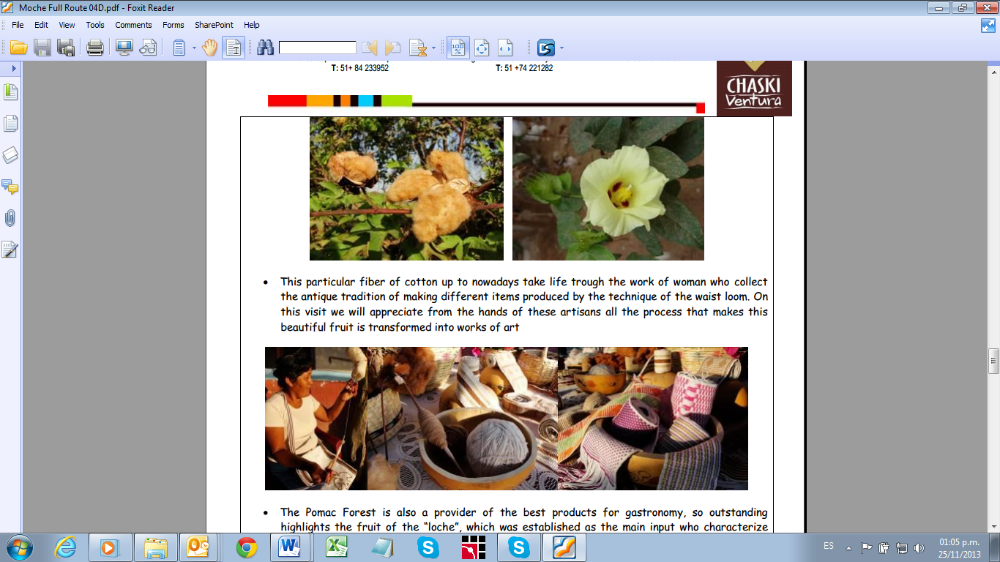 Moche Full Route 04D.pdf - Foxit Reader
File Edit View Tools Comments Forms SharePoint Help
100%
T: 51+ 84 233952 T: 51 +74 221282
CHASKI
Ventura
• This particular fiber of cotton up to nowadays take life trough the work of woman who collect
the antique tradition of making different items produced by the technique of the waist loom. On
this visit we will appreciate from the hands of these artisans all the process that makes this
beautiful fruit is transformed into works of art
• The Pomac Forest is also a provider of the best products for gastronomy, so outstanding
highlights the fruit of the “loche”, which was established as the main input who characterize
ES
01:05 p.m.
25/11/2013